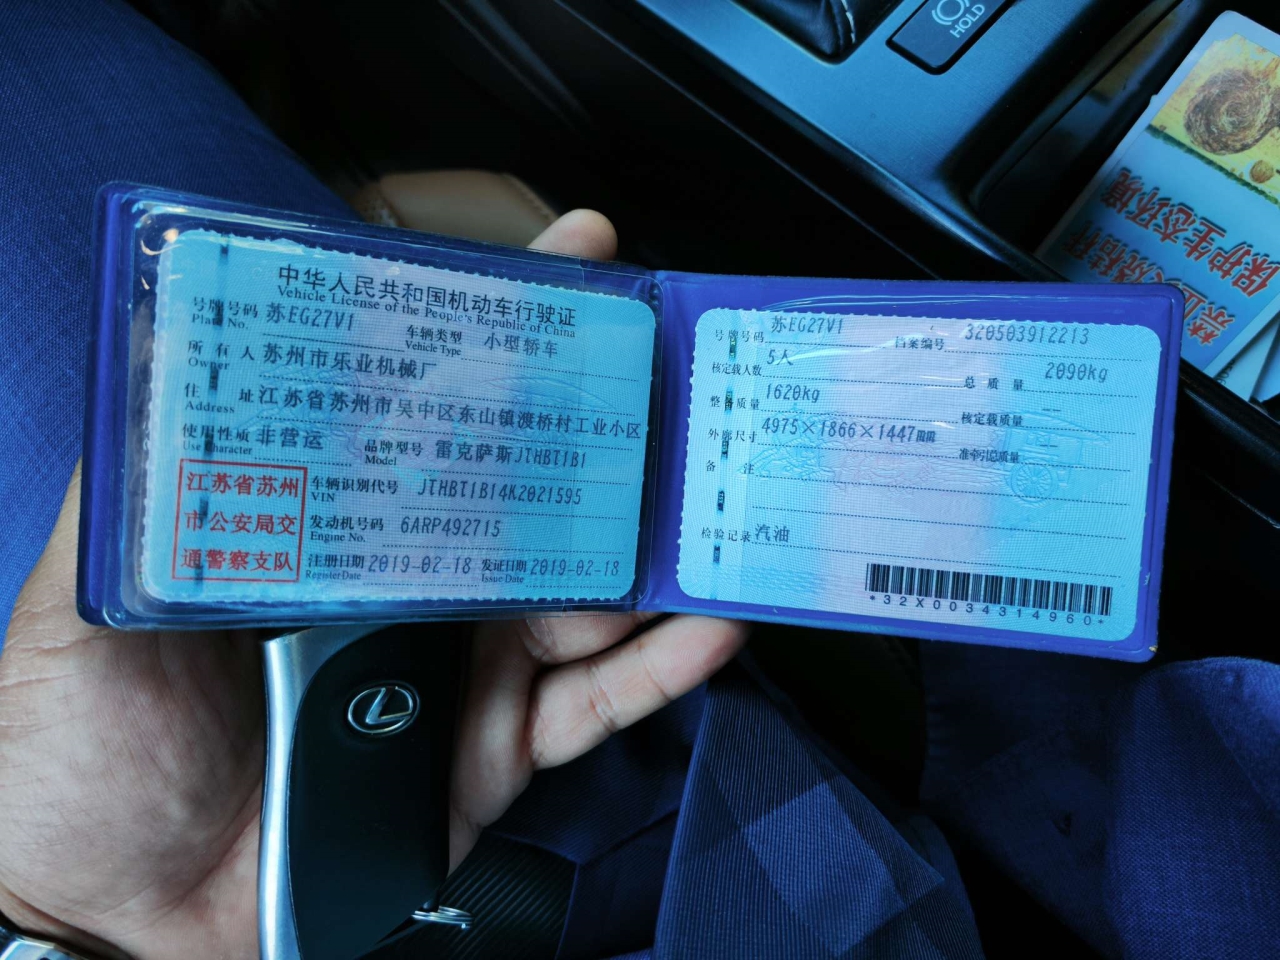 HOLD
保护生态环境
中华人民共和国机动车行驶证
Vehicle License of the People's Republic of China
号牌号码 苏EG27V1 车辆类型 小型轿车
Plate No. Vehicle Type
所有人 苏州市乐业机械厂
Owner
住址 江苏省苏州市吴中区东山镇渡桥村工业小区
Address
使用性质 非营运 品牌型号 雷克萨斯JTHBT1B1
Use Character Model
江苏省苏州
市公安局交
通警察支队
车辆识别代号 JTHBT1B14K2021595
VIN
发动机号码 6ARP492715
Engine No.
注册日期 2019-02-18 发证日期 2019-02-18
Register Date Issue Date
号牌号码 苏EG27V1 档案编号 320503912213
核定载人数 5人 总质量 2090kg
整备质量 1620kg 核定载质量 --
外廓尺寸 4975×1866×1447mm 准牵引总质量
备注
检验记录 汽油
*32X0034314960*